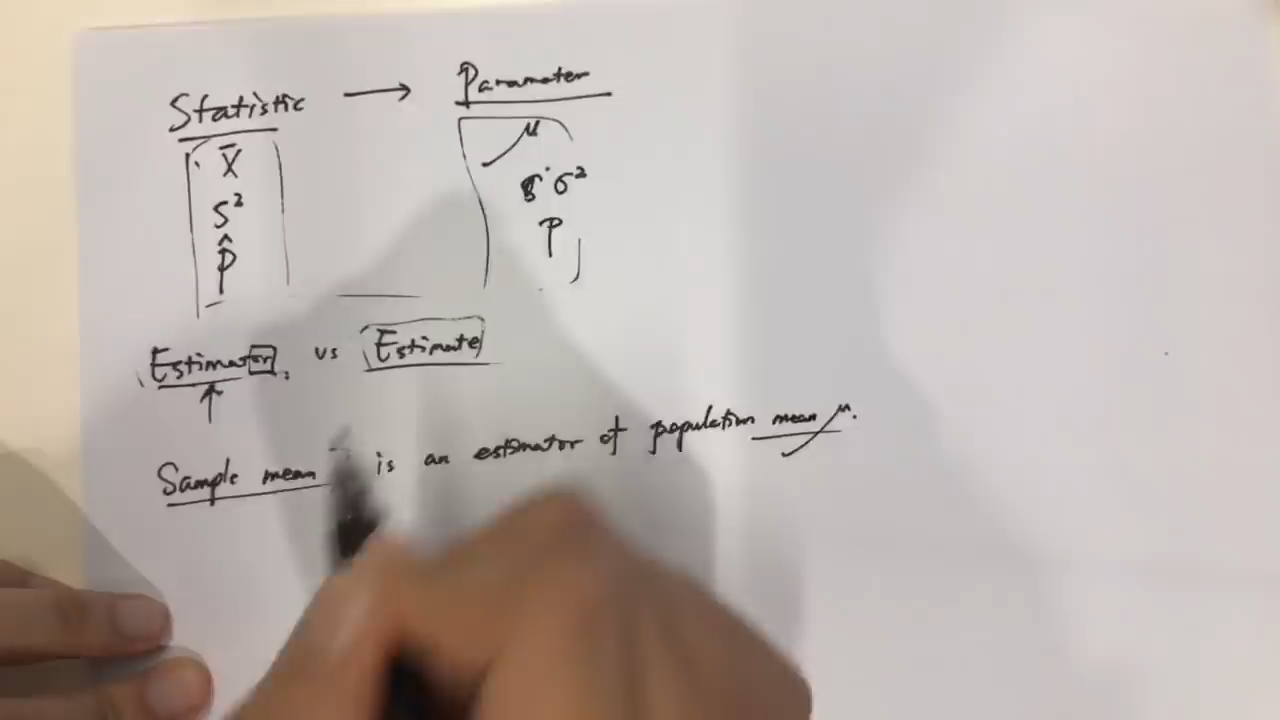 Statistic → Parameter
X̄ μ
S² σ²
p̂ P
Estimator vs Estimate
↑
Sample mean is an estimator of population mean μ.